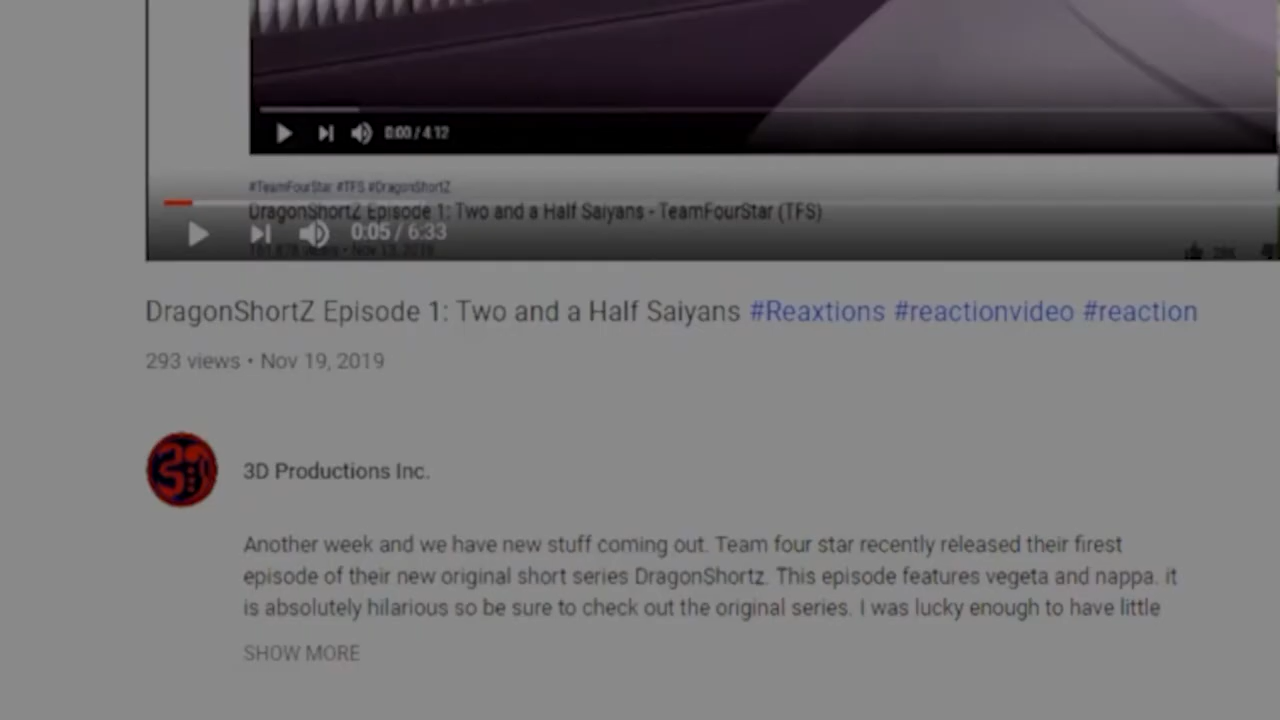 0:00 / 4:12
#TeamFourStar #TFS #DragonShortZ
DragonShortZ Episode 1: Two and a Half Saiyans - TeamFourStar (TFS)
0:05 / 6:33
DragonShortZ Episode 1: Two and a Half Saiyans #Reaxtions #reactionvideo #reaction
293 views • Nov 19, 2019
3D Productions Inc.
Another week and we have new stuff coming out. Team four star recently released their firest
episode of their new original short series DragonShortz. This episode features vegeta and nappa. it
is absolutely hilarious so be sure to check out the original series. I was lucky enough to have little
SHOW MORE